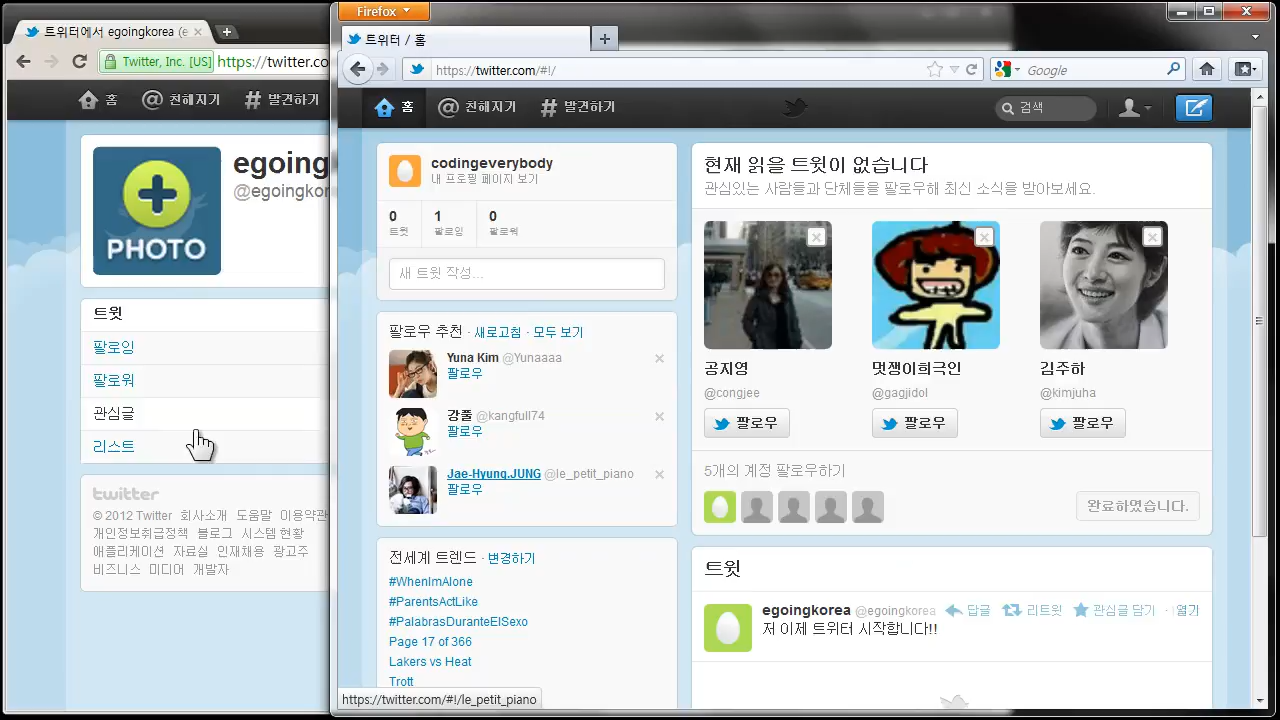 트위터에서 egoingkorea (e
Twitter, Inc. [US]
https://twitter.co
홈
친해지기
발견하기
PHOTO
egoing
@egoingkor
트윗
팔로잉
팔로워
관심글
리스트
twitter
© 2012 Twitter 회사소개 도움말 이용약관
개인정보취급정책 블로그 시스템현황
애플리케이션 자료실 인재채용 광고주
비즈니스 미디어 개발자
Firefox
트위터 / 홈
https://twitter.com/#!/
Google
홈
친해지기
발견하기
검색
codingeverybody
내 프로필 페이지 보기
0 1 0
트윗 팔로잉 팔로워
새 트윗 작성...
팔로우 추천 · 새로고침 · 모두 보기
Yuna Kim @Yunaaaa
팔로우
강풀 @kangfull74
팔로우
Jae-Hyung.JUNG @le_petit_piano
팔로우
전세계 트렌드 · 변경하기
#WhenImAlone
#ParentsActLike
#PalabrasDuranteElSexo
Page 17 of 366
Lakers vs Heat
Trott
https://twitter.com/#!/le_petit_piano
현재 읽을 트윗이 없습니다
관심있는 사람들과 단체들을 팔로우해 최신 소식을 받아보세요.
공지영 멋쟁이희극인 김주하
@congjee @gagjidol @kimjuha
팔로우 팔로우 팔로우
5개의 계정 팔로우하기
완료하였습니다.
트윗
egoingkorea @egoingkorea 답글 리트윗 관심글 담기 · 열기
저 이제 트위터 시작합니다!!